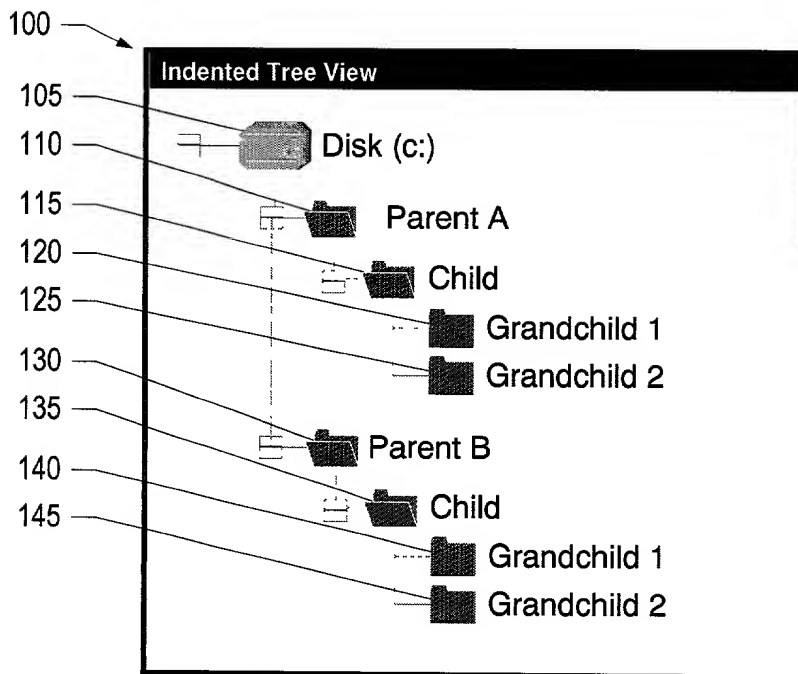 100
Indented Tree View
105
Disk (c:)
110
Parent A
115
Child
120
Grandchild 1
125
Grandchild 2
130
Parent B
135
Child
140
Grandchild 1
145
Grandchild 2